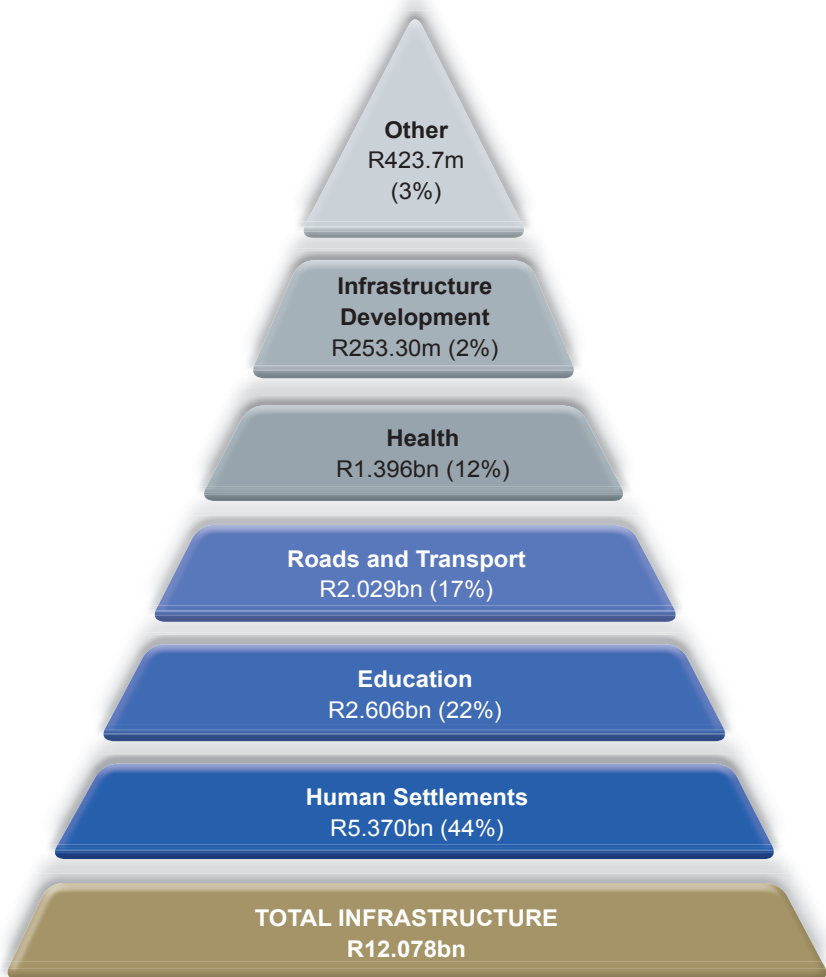 Other
R423.7m
(3%)
Infrastructure
Development
R253.30m (2%)
Health
R1.396bn (12%)
Roads and Transport
R2.029bn (17%)
Education
R2.606bn (22%)
Human Settlements
R5.370bn (44%)
TOTAL INFRASTRUCTURE
R12.078bn